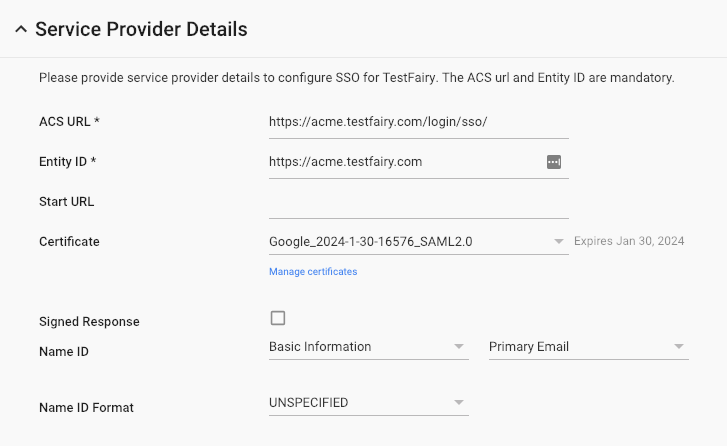 Service Provider Details
Please provide service provider details to configure SSO for TestFairy. The ACS url and Entity ID are mandatory.
ACS URL * https://acme.testfairy.com/login/sso/
Entity ID * https://acme.testfairy.com
Start URL
Certificate Google_2024-1-30-16576_SAML2.0 Expires Jan 30, 2024
Manage certificates
Signed Response
Name ID Basic Information Primary Email
Name ID Format UNSPECIFIED